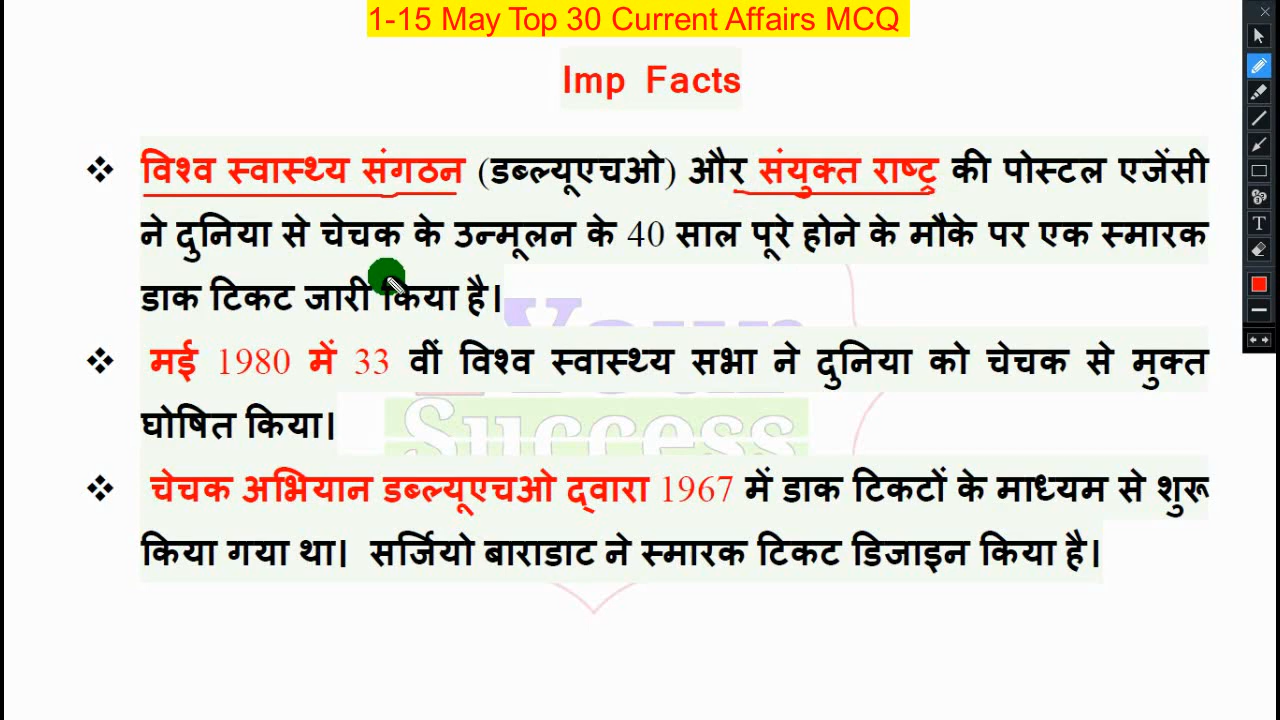 1-15 May Top 30 Current Affairs MCQ
Imp Facts
❖ विश्व स्वास्थ्य संगठन (डब्ल्यूएचओ) और संयुक्त राष्ट्र की पोस्टल एजेंसी
ने दुनिया से चेचक के उन्मूलन के 40 साल पूरे होने के मौके पर एक स्मारक
डाक टिकट जारी किया है।
❖ मई 1980 में 33 वीं विश्व स्वास्थ्य सभा ने दुनिया को चेचक से मुक्त
घोषित किया।
❖ चेचक अभियान डब्ल्यूएचओ द्वारा 1967 में डाक टिकटों के माध्यम से शुरू
किया गया था। सर्जियो बाराडाट ने स्मारक टिकट डिजाइन किया है।
Your
Success